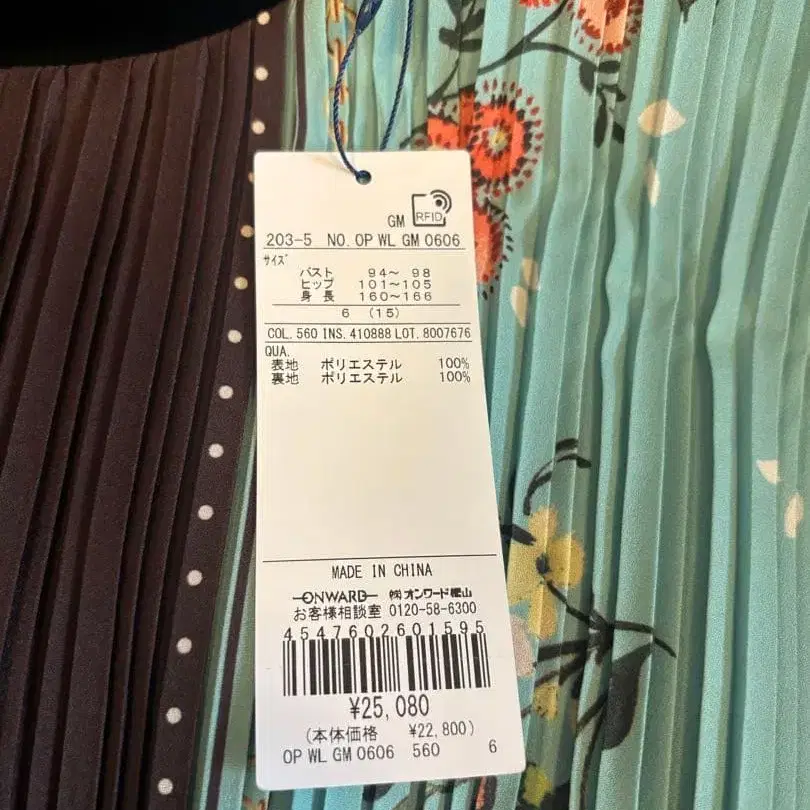 GM RFID
203-5 NO. OP WL GM 0606
サイズ
バスト 94~ 98
ヒップ 101~105
身長 160~166
6 (15)
COL. 560 INS. 410888 LOT. 8007676
QUA.
表地 ポリエステル 100%
裏地 ポリエステル 100%
MADE IN CHINA
ONWARD ㈱オンワード樫山
お客様相談室 0120-58-6300
4547602601595
¥25,080
(本体価格 ¥22,800)
OP WL GM 0606 560 6